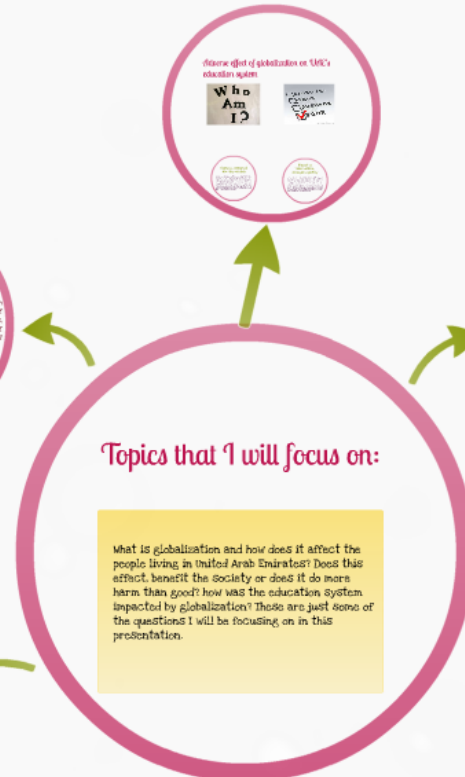 Adverse effect of globalization on UAE's
education system
Who
Am
I?
Topics that I will focus on:
What is globalization and how does it affect the
people living in United Arab Emirates? Does this
effect, benefit the society or does it do more
harm than good? how was the education system
impacted by globalization? These are just some of
the questions I will be focusing on in this
presentation.